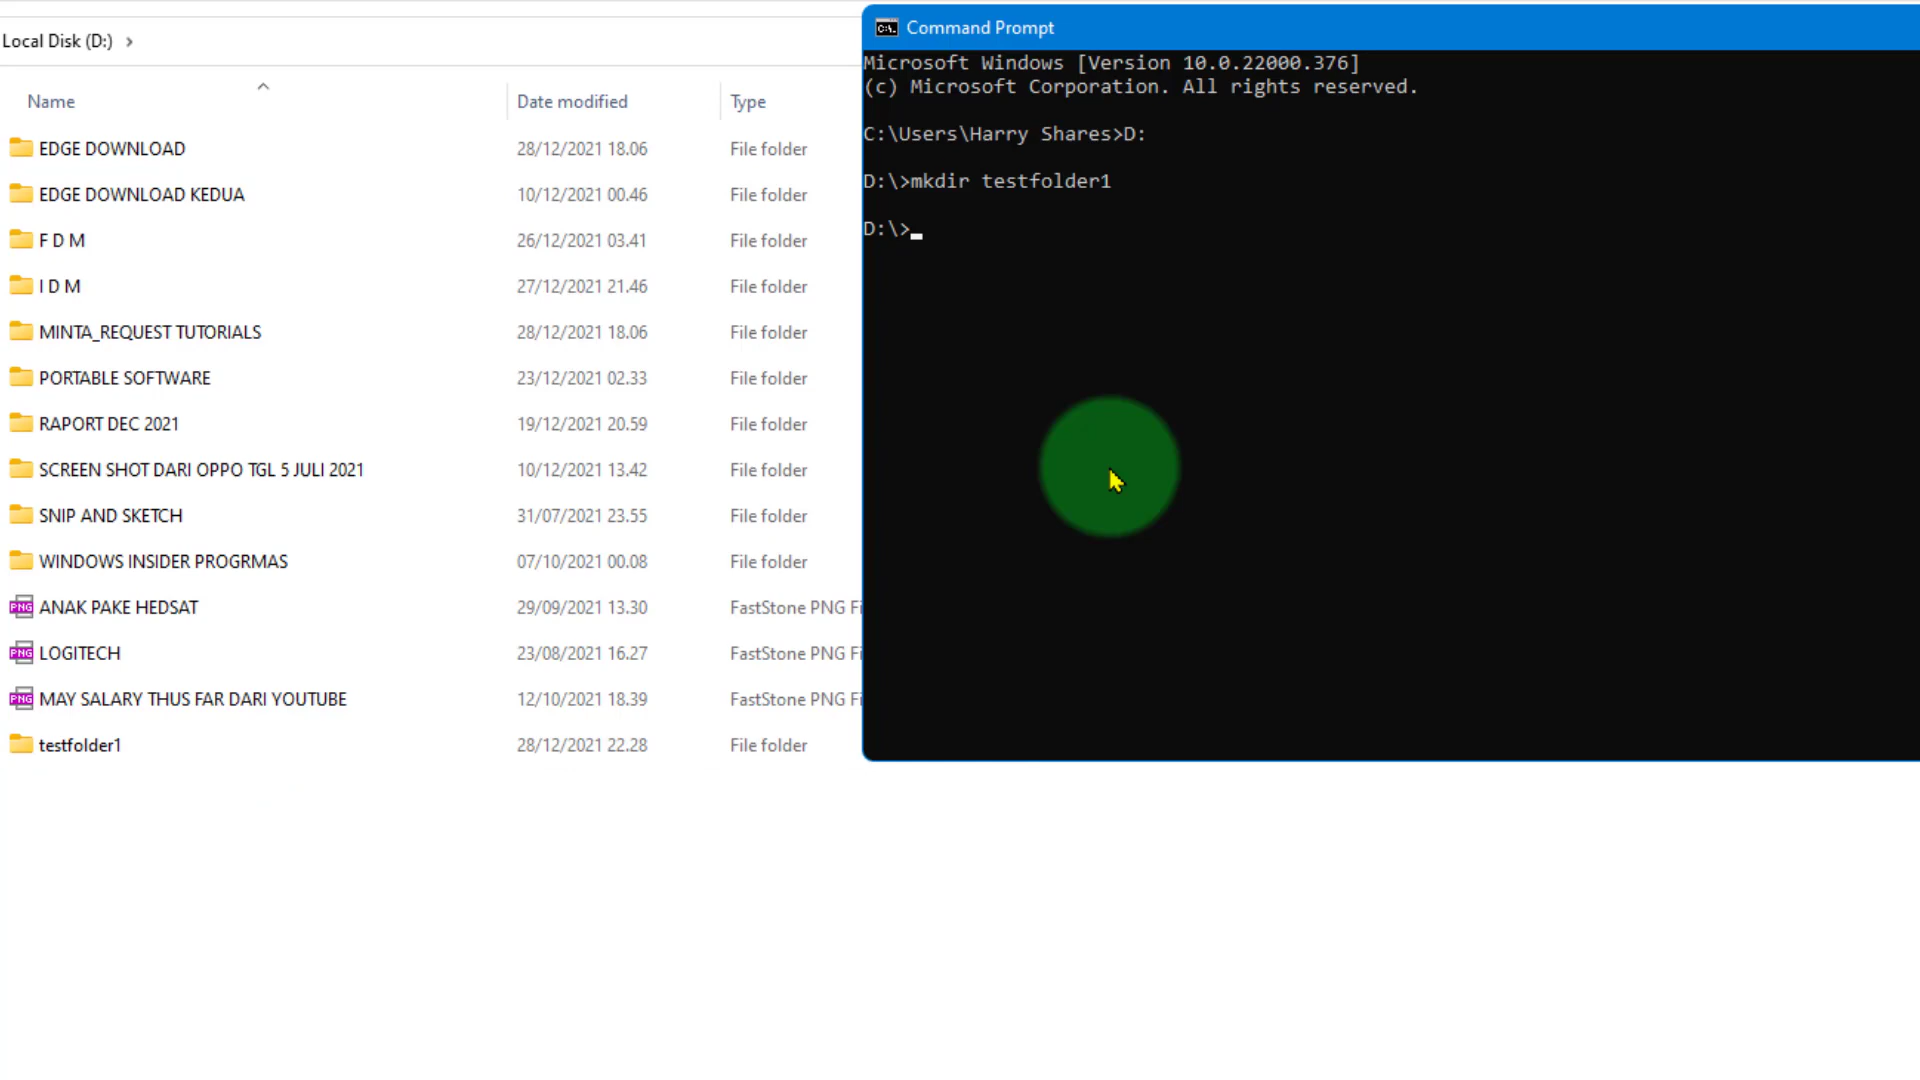 Local Disk (D:) >
Name Date modified Type
EDGE DOWNLOAD 28/12/2021 18.06 File folder
EDGE DOWNLOAD KEDUA 10/12/2021 00.46 File folder
F D M 26/12/2021 03.41 File folder
I D M 27/12/2021 21.46 File folder
MINTA_REQUEST TUTORIALS 28/12/2021 18.06 File folder
PORTABLE SOFTWARE 23/12/2021 02.33 File folder
RAPORT DEC 2021 19/12/2021 20.59 File folder
SCREEN SHOT DARI OPPO TGL 5 JULI 2021 10/12/2021 13.42 File folder
SNIP AND SKETCH 31/07/2021 23.55 File folder
WINDOWS INSIDER PROGRMAS 07/10/2021 00.08 File folder
PNG ANAK PAKE HEDSAT 29/09/2021 13.30 FastStone PNG Fi
PNG LOGITECH 23/08/2021 16.27 FastStone PNG Fi
PNG MAY SALARY THUS FAR DARI YOUTUBE 12/10/2021 18.39 FastStone PNG Fi
testfolder1 28/12/2021 22.28 File folder
C:\. Command Prompt
Microsoft Windows [Version 10.0.22000.376]
(c) Microsoft Corporation. All rights reserved.
C:\Users\Harry Shares>D:
D:\>mkdir testfolder1
D:\>_